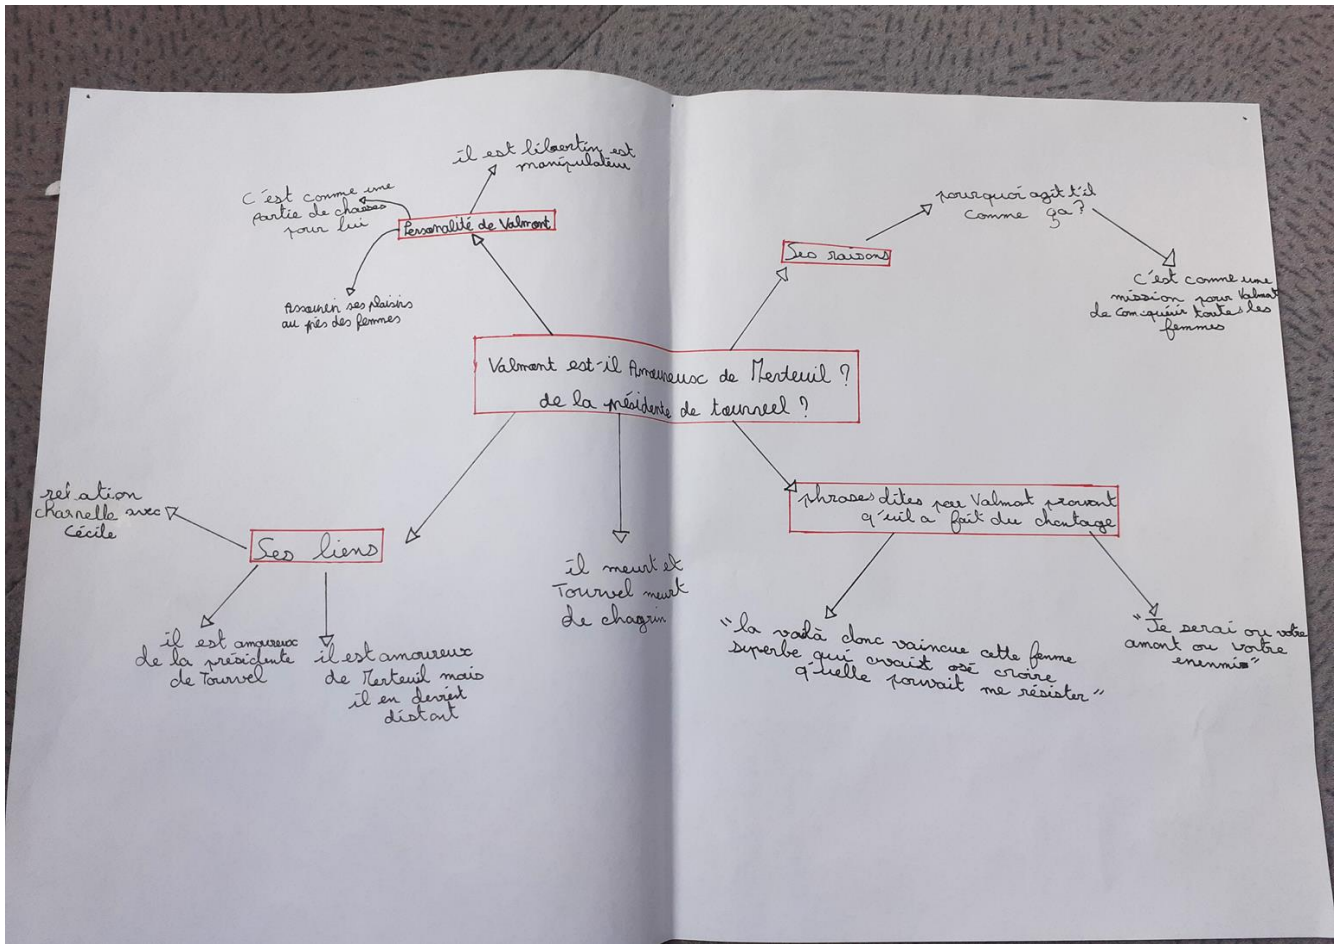 il est libertin est
manipulateur
C'est comme une
partie de chasses
pour lui
Personalité de Valmont
Assouvir ses plaisirs
au près des femmes
pourquoi agit t'il
comme ça ?
Ses raisons
C'est comme une
mission pour Valmont
de com-quérir toutes les
femmes
Valmont est-il Amoureux de Merteuil ?
de la présidente de tourvel ?
relation
charnelle avec
Cécile
Ses liens
il est amoureux
de la présidente
de Tourvel
il est amoureux
de Merteuil mais
il en devient
distant
il meurt et
Tourvel meurt
de chagrin
phrases dites par Valmont prouvant
q'uil a fait du chantage
"la voilà donc vaincue cette femme
superbe qui avait osé croire
q'uelle pouvait me résister"
"Je serai ou votre
amant ou votre
enenmie"